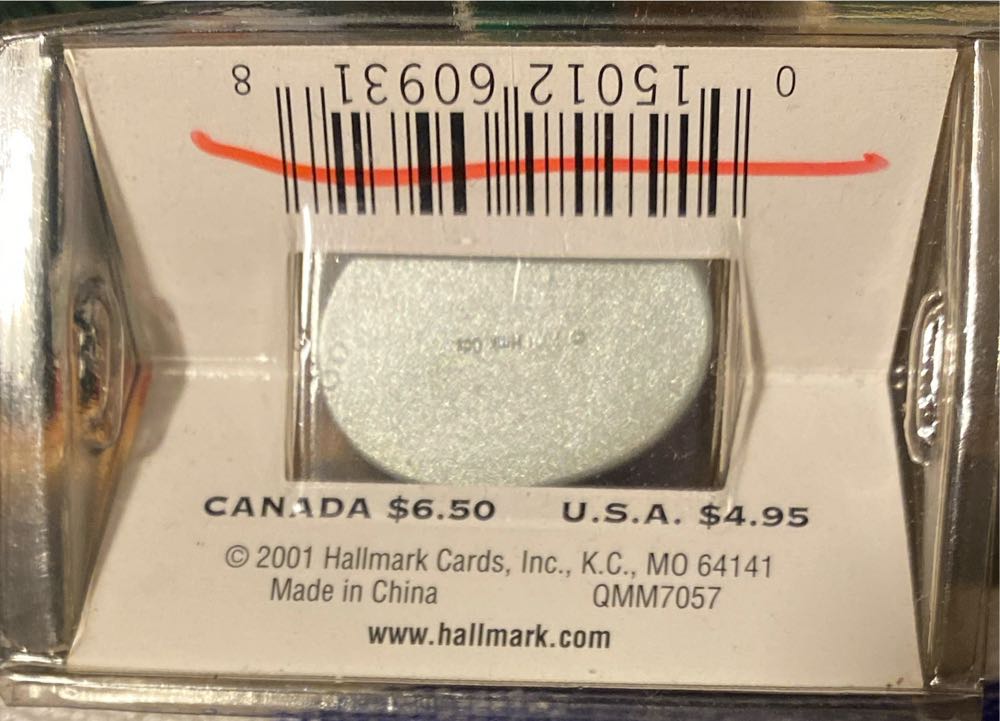 0 15012 60931 8
CANADA $6.50 U.S.A. $4.95
© 2001 Hallmark Cards, Inc., K.C., MO 64141
Made in China QMM7057
www.hallmark.com